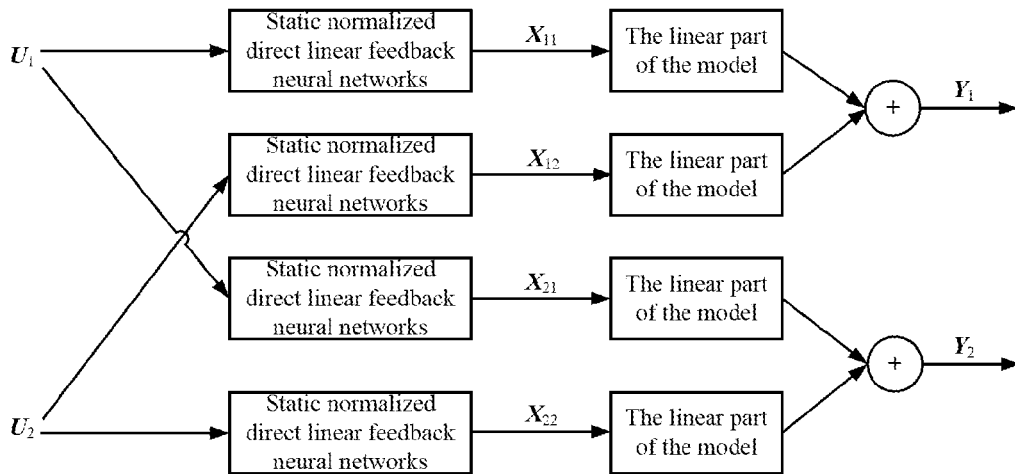 U1
Static normalized
direct linear feedback
neural networks
X11
The linear part
of the model
+
Y1
Static normalized
direct linear feedback
neural networks
X12
The linear part
of the model
Static normalized
direct linear feedback
neural networks
X21
The linear part
of the model
+
Y2
U2
Static normalized
direct linear feedback
neural networks
X22
The linear part
of the model